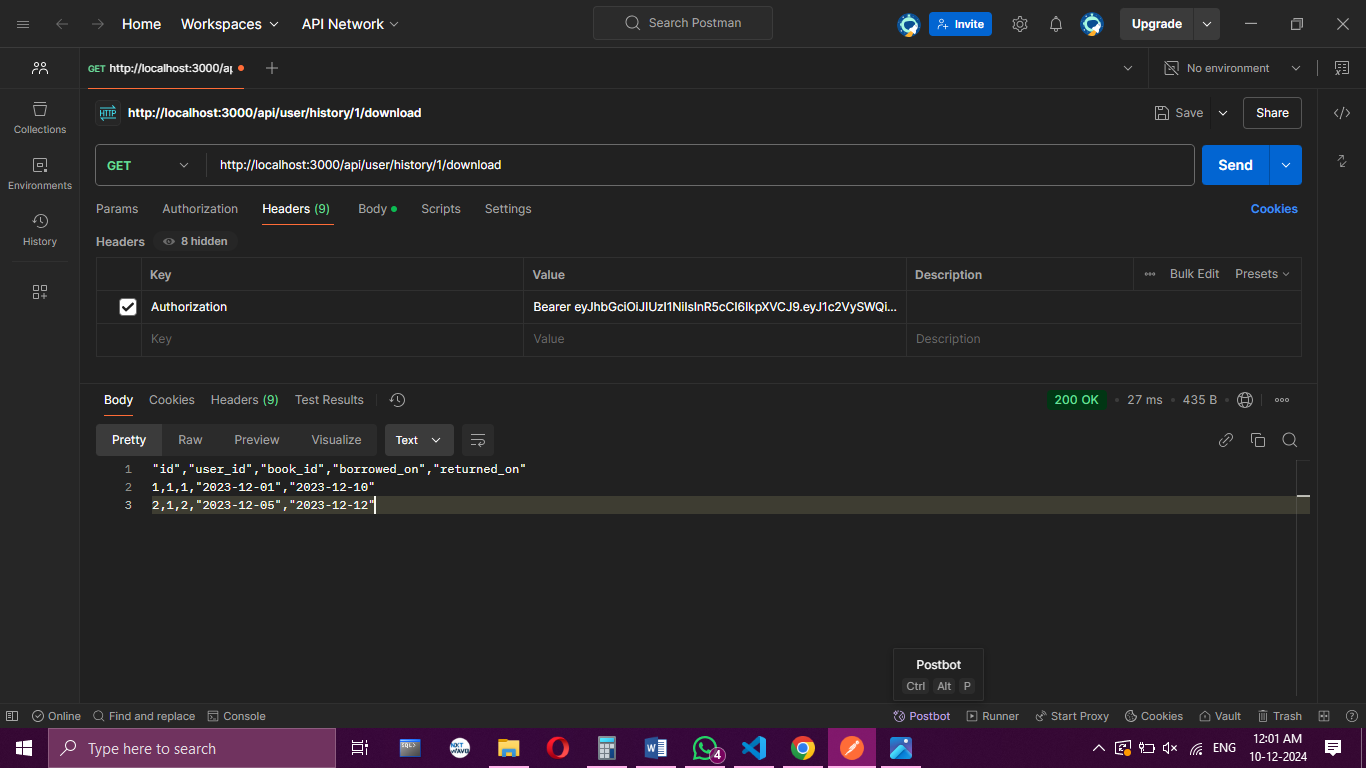 Home Workspaces API Network Search Postman Invite Upgrade
GET http://localhost:3000/ap No environment
HTTP http://localhost:3000/api/user/history/1/download Save Share
Collections
GET http://localhost:3000/api/user/history/1/download Send
Environments
Params Authorization Headers (9) Body Scripts Settings Cookies
History
Headers 8 hidden
Key Value Description Bulk Edit Presets
Authorization Bearer eyJhbGciOiJIUzI1NiIsInR5cCI6IkpXVCJ9.eyJ1c2VySWQi...
Key Value Description
Body Cookies Headers (9) Test Results 200 OK 27 ms 435 B
Pretty Raw Preview Visualize Text
1 "id","user_id","book_id","borrowed_on","returned_on"
2 1,1,1,"2023-12-01","2023-12-10"
3 2,1,2,"2023-12-05","2023-12-12"
Postbot
Ctrl Alt P
Online Find and replace Console Postbot Runner Start Proxy Cookies Vault Trash
Type here to search SQL NXT WAVE W 4 ENG 12:01 AM
10-12-2024